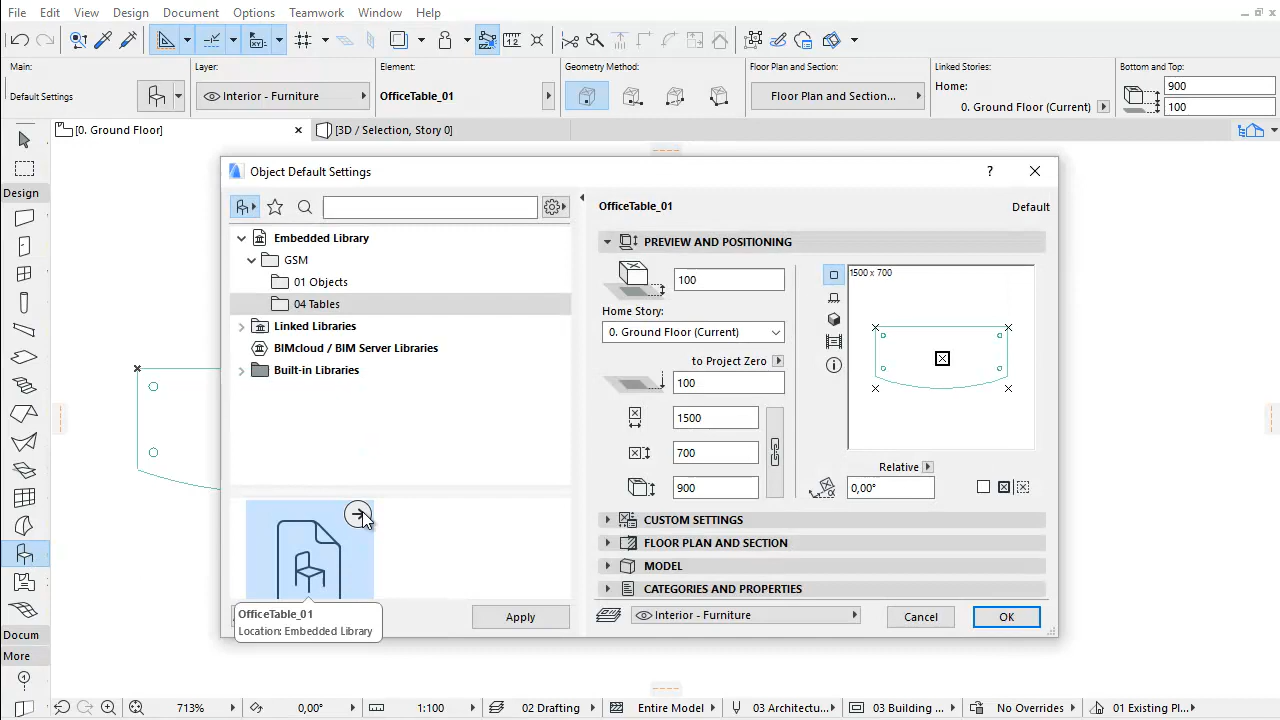 File Edit View Design Document Options Teamwork Window Help
Main:
Layer:
Element:
Geometry Method:
Floor Plan and Section:
Linked Stories:
Bottom and Top:
Default Settings
Interior - Furniture
OfficeTable_01
Floor Plan and Section...
Home:
0. Ground Floor (Current)
900
100
[0. Ground Floor]
[3D / Selection, Story 0]
Design
Docum
More
Object Default Settings
?
Embedded Library
GSM
01 Objects
04 Tables
Linked Libraries
BIMcloud / BIM Server Libraries
Built-in Libraries
OfficeTable_01
Location: Embedded Library
Apply
OfficeTable_01
Default
PREVIEW AND POSITIONING
100
Home Story:
0. Ground Floor (Current)
to Project Zero
100
1500
700
900
1500 x 700
Relative
0,00°
CUSTOM SETTINGS
FLOOR PLAN AND SECTION
MODEL
CATEGORIES AND PROPERTIES
Interior - Furniture
Cancel
OK
713%
0,00°
1:100
02 Drafting
Entire Model
03 Architectu...
03 Building ...
No Overrides
01 Existing Pl...